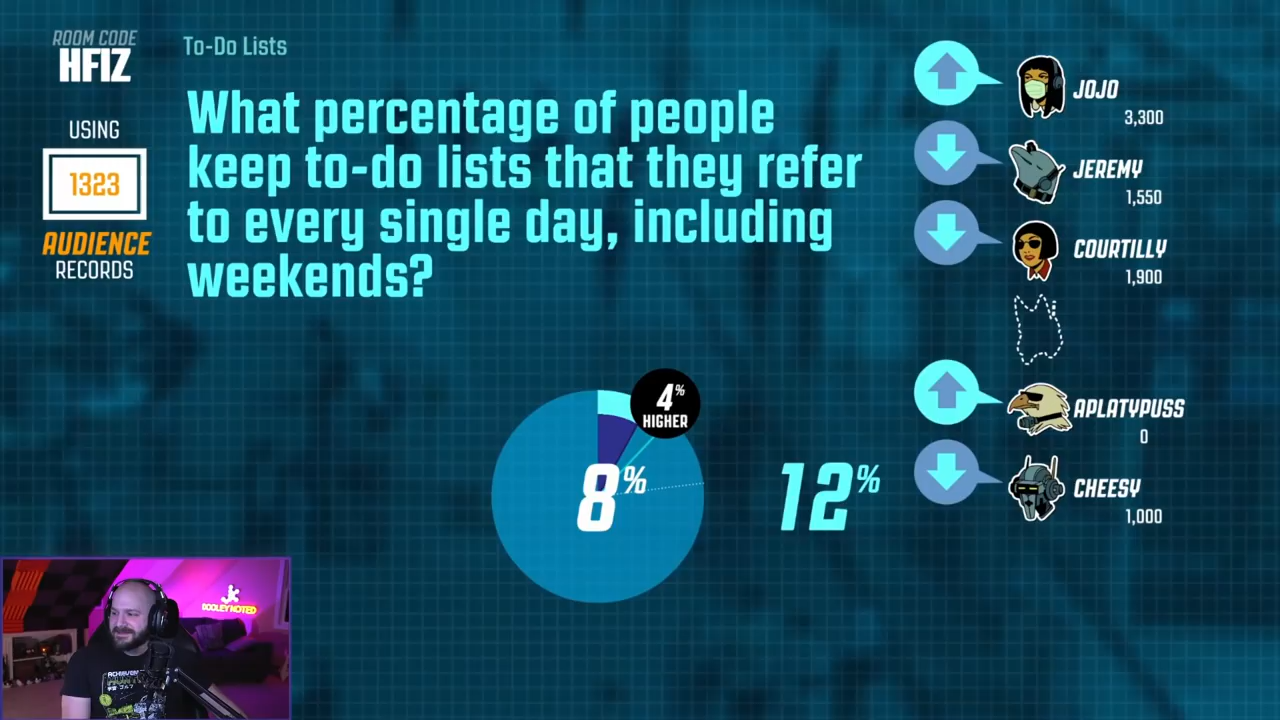 ROOM CODE
HFIZ
USING
1323
AUDIENCE
RECORDS
To-Do Lists
What percentage of people
keep to-do lists that they refer
to every single day, including
weekends?
4%
HIGHER
8%
12%
JOJO
3,300
JEREMY
1,550
COURTILLY
1,900
APLATYPUSS
0
CHEESY
1,000
DOOLEY NOTED